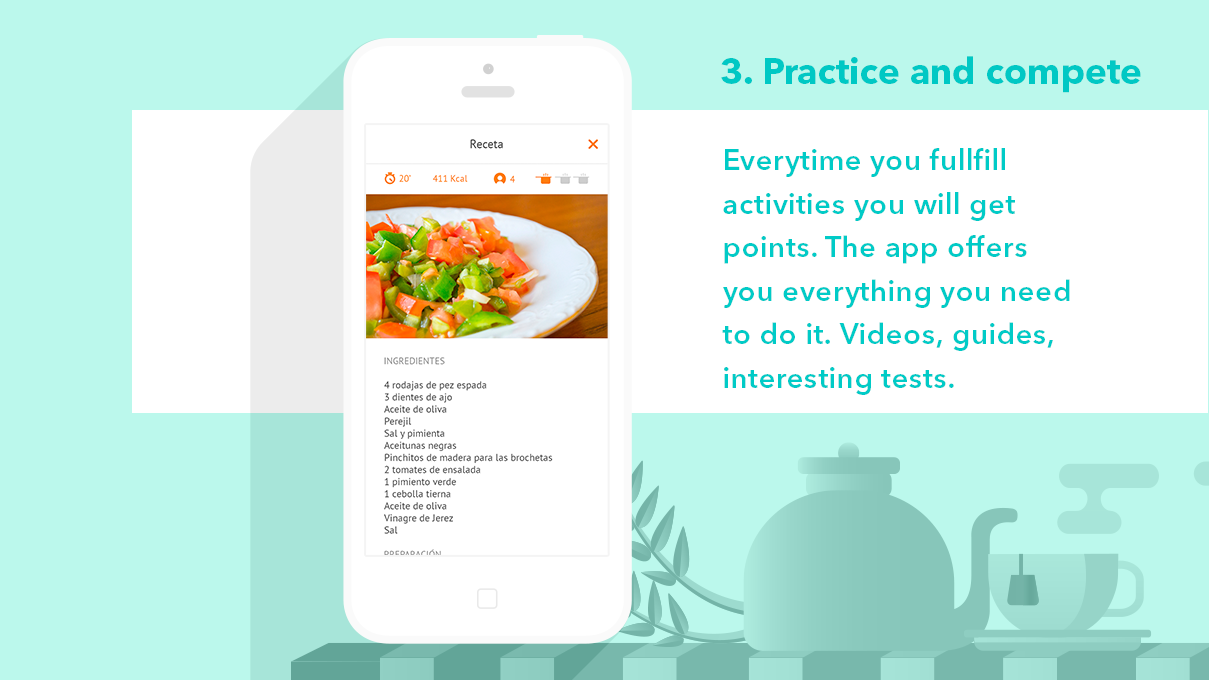 3. Practice and compete
Everytime you fullfill
activities you will get
points. The app offers
you everything you need
to do it. Videos, guides,
interesting tests.
Receta
20' 411 Kcal 4
INGREDIENTES
4 rodajas de pez espada
3 dientes de ajo
Aceite de oliva
Perejil
Sal y pimienta
Aceitunas negras
Pinchitos de madera para las brochetas
2 tomates de ensalada
1 pimiento verde
1 cebolla tierna
Aceite de oliva
Vinagre de Jerez
Sal
PREPARACIÓN